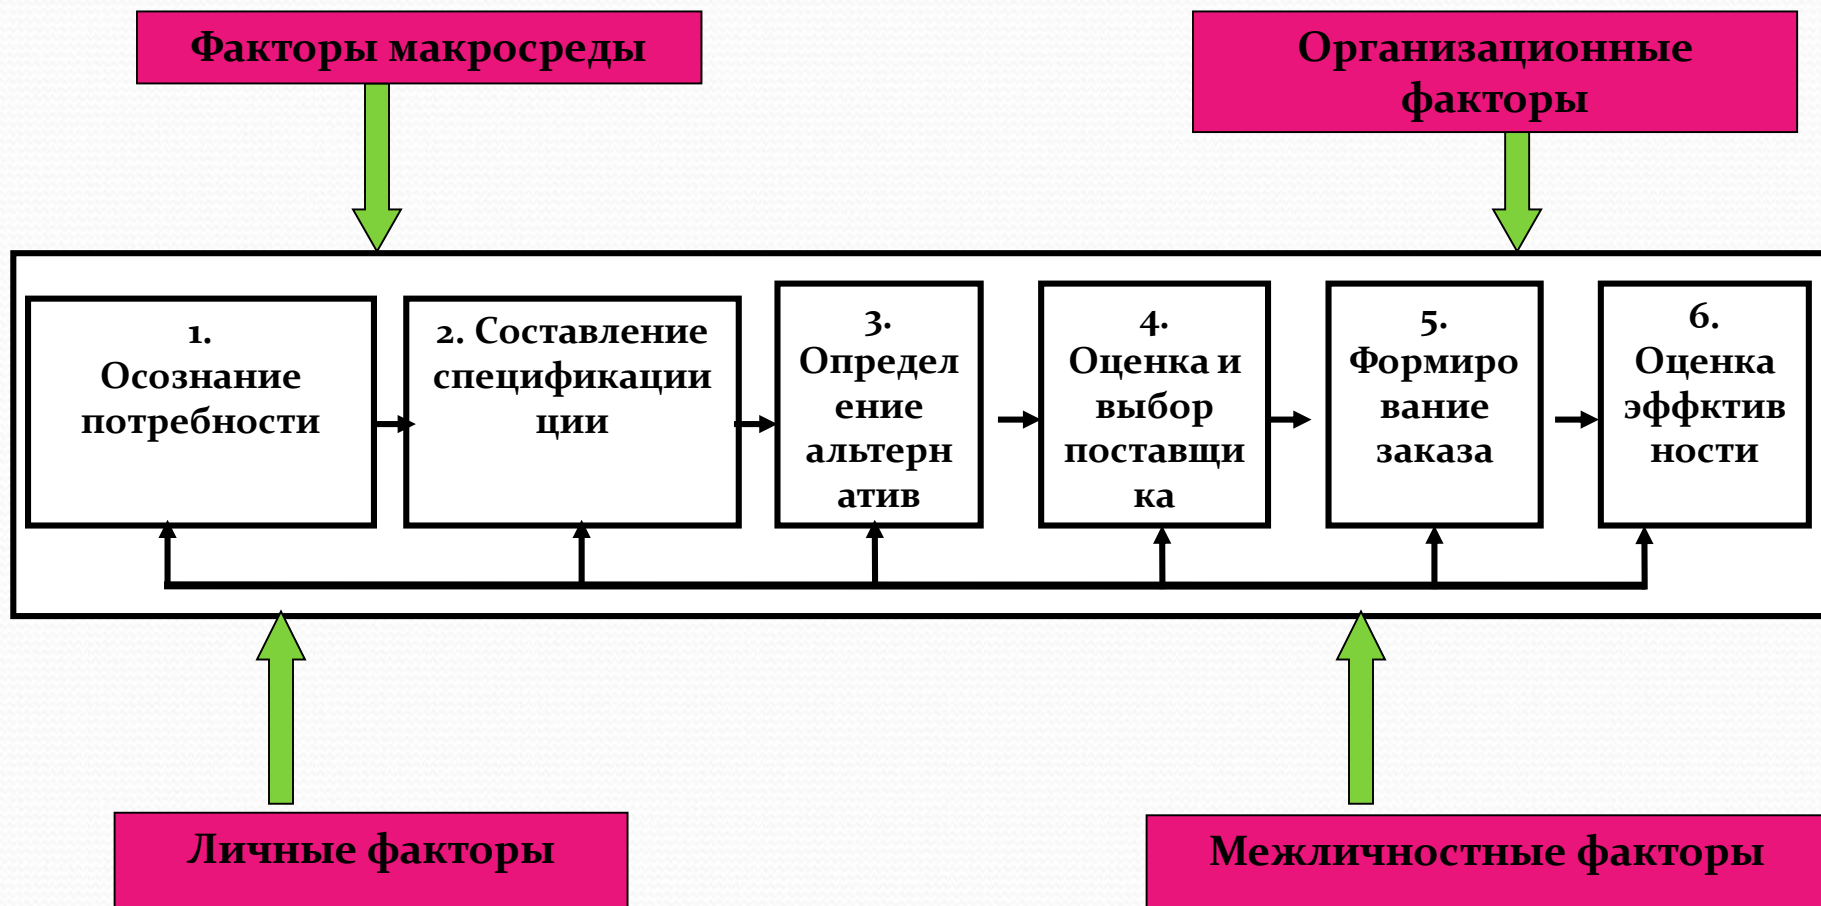 Факторы макросреды
Организационные
факторы
1.
Осознание
потребности
2. Составление
спецификации
ции
3.
Определ
ение
альтерн
атив
4.
Оценка и
выбор
поставщи
ка
5.
Формиро
вание
заказа
6.
Оценка
эффктив
ности
Личные факторы
Межличностные факторы